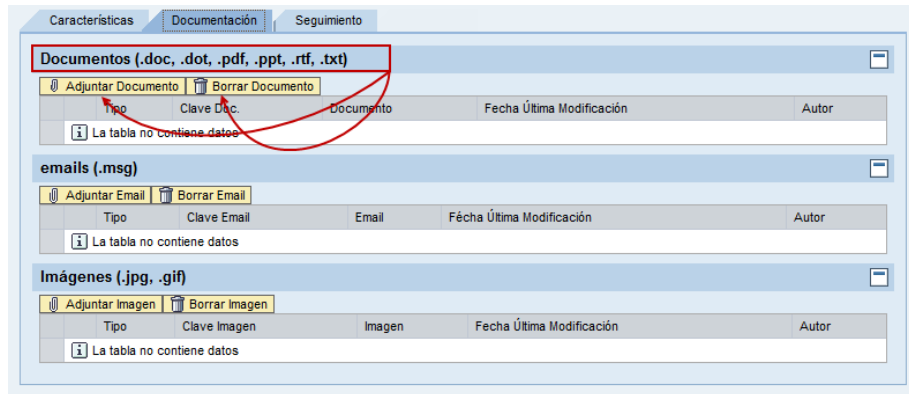 Características Documentación Seguimiento
Documentos (.doc, .dot, .pdf, .ppt, .rtf, .txt)
Adjuntar Documento Borrar Documento
Tipo Clave Doc. Documento Fecha Última Modificación Autor
La tabla no contiene datos
emails (.msg)
Adjuntar Email Borrar Email
Tipo Clave Email Email Fécha Última Modificación Autor
La tabla no contiene datos
Imágenes (.jpg, .gif)
Adjuntar Imagen Borrar Imagen
Tipo Clave Imagen Imagen Fecha Última Modificación Autor
La tabla no contiene datos